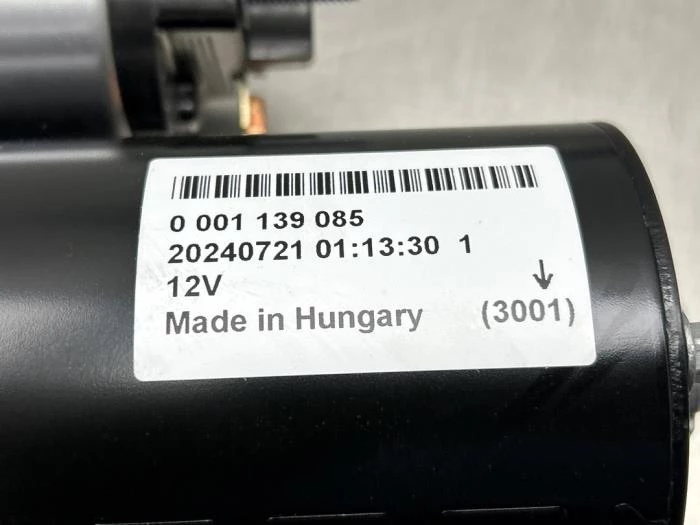 0 001 139 085
20240721 01:13:30 1
12V ↓
Made in Hungary (3001)